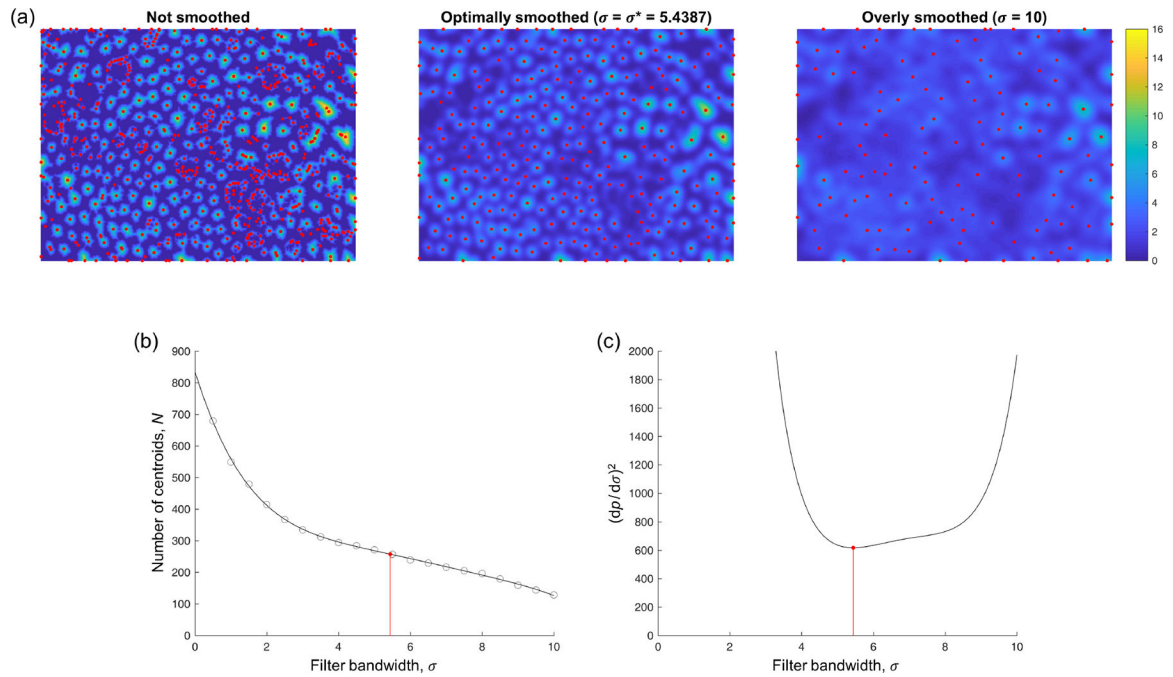 (a)
Not smoothed
Optimally smoothed (σ = σ* = 5.4387)
Overly smoothed (σ = 10)
16
14
12
10
8
6
4
2
0
(b)
900
800
700
600
500
400
300
200
100
0
Number of centroids, N
0 2 4 6 8 10
Filter bandwidth, σ
(c)
2000
1800
1600
1400
1200
1000
800
600
400
200
0
(dp/dσ)²
0 2 4 6 8 10
Filter bandwidth, σ